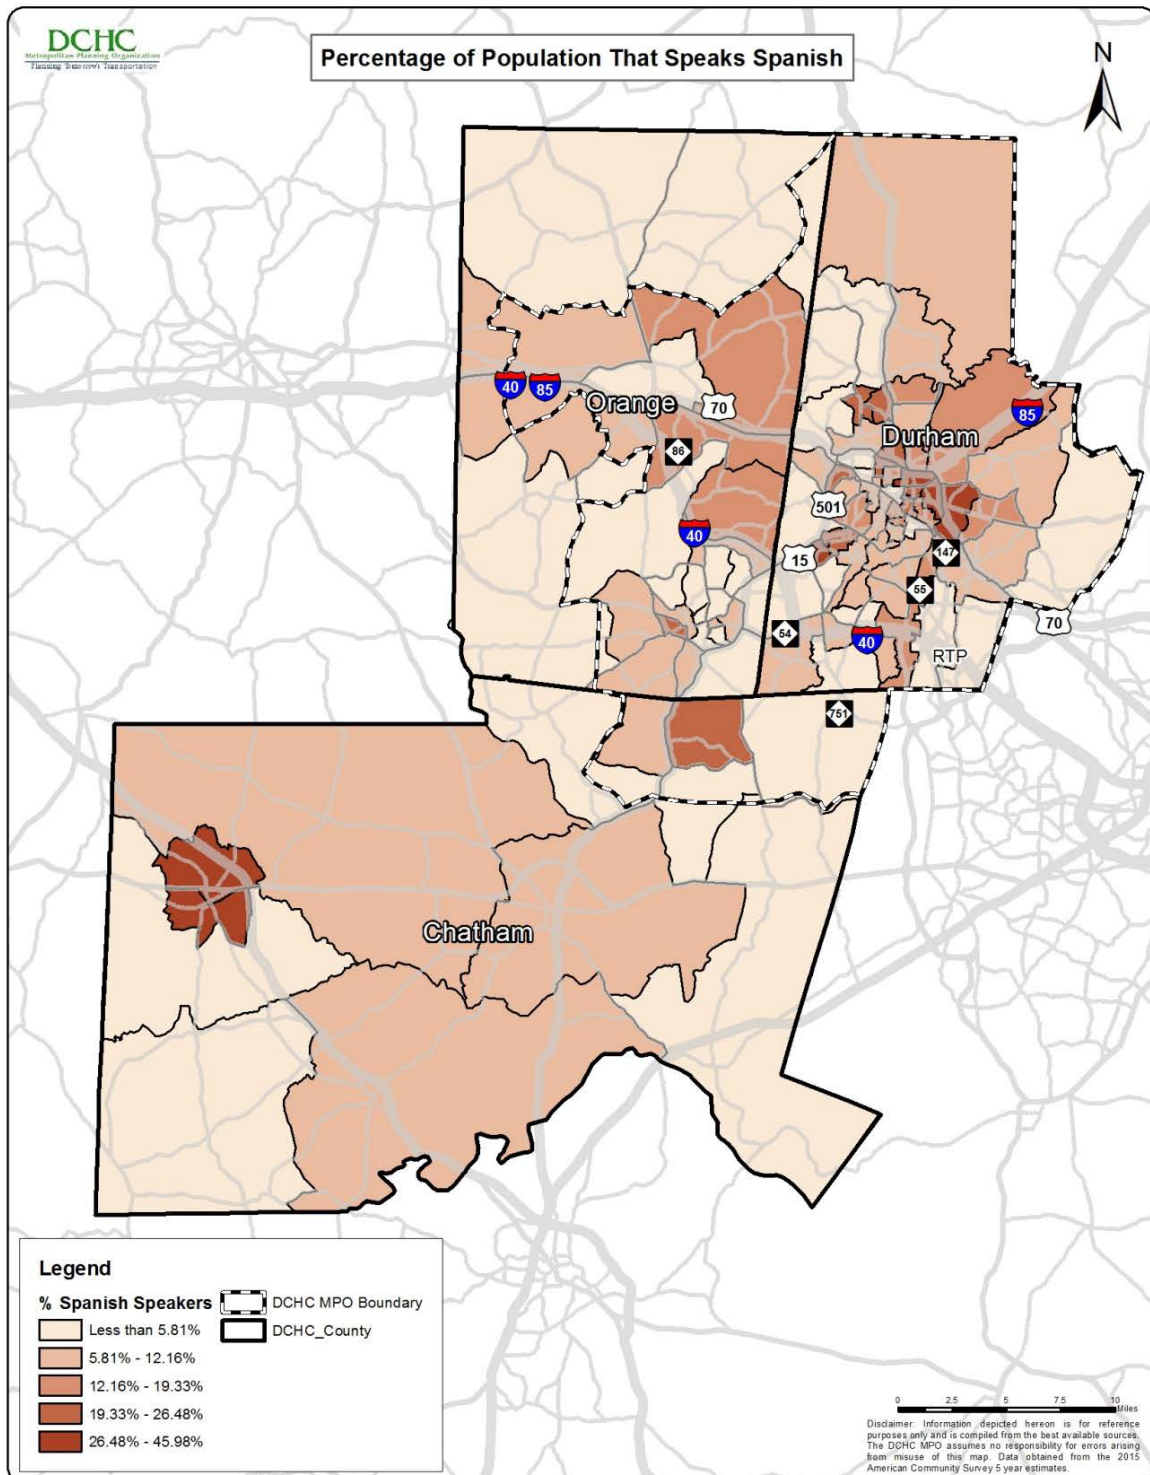 DCHC
Metropolitan Planning Organization
Planning Tomorrow's Transportation
Percentage of Population That Speaks Spanish
N
40
85
Orange
70
86
85
Durham
501
40
15
147
55
54
40
70
RTP
751
Chatham
Legend
% Spanish Speakers
Less than 5.81%
5.81% - 12.16%
12.16% - 19.33%
19.33% - 26.48%
26.48% - 45.98%
DCHC MPO Boundary
DCHC_County
0 2.5 5 7.5 10
Miles
Disclaimer: Information depicted hereon is for reference
purposes only and is compiled from the best available sources.
The DCHC MPO assumes no responsibility for errors arising
from misuse of this map. Data obtained from the 2015
American Community Survey 5 year estimates.